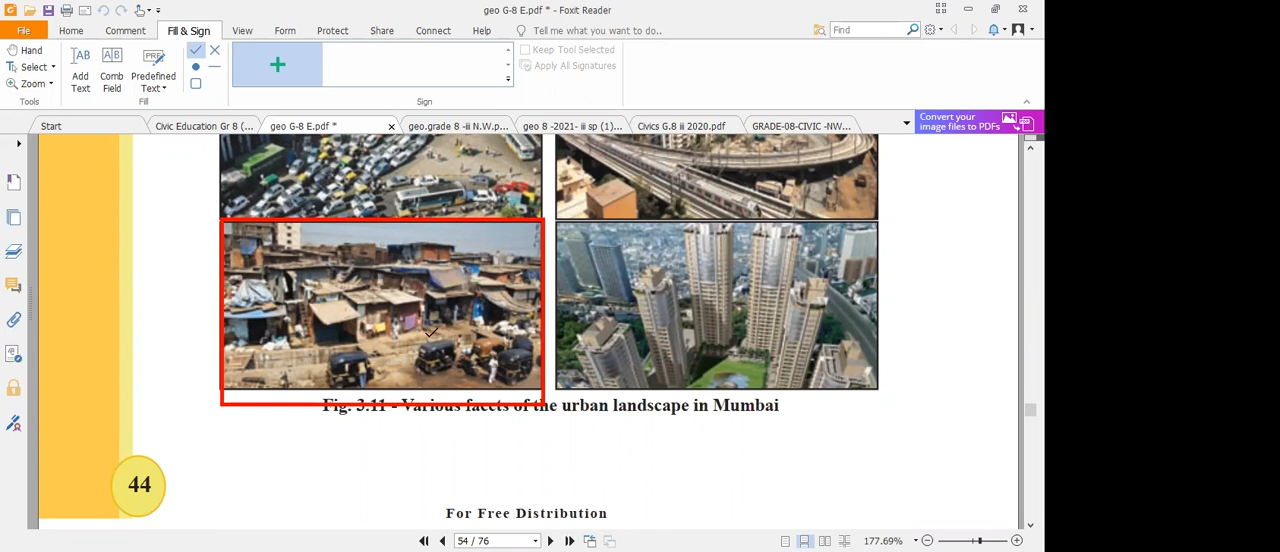 geo G-8 E.pdf * - Foxit Reader
File Home Comment Fill & Sign View Form Protect Share Connect Help Tell me what you want to do.. Find
Hand
Select
Zoom
Tools
Add Text
Comb Field
Predefined Text
Fill
Keep Tool Selected
Apply All Signatures
Sign
Start Civic Education Gr 8 (... geo G-8 E.pdf * geo.grade 8 -ii N.W.p... geo 8 -2021- ii sp (1)... Civics G.8 ii 2020.pdf GRADE-08-CIVIC -NW...
Convert your
image files to PDFs
Fig. 3.11 - Various facets of the urban landscape in Mumbai
44
For Free Distribution
54 / 76 177.69%